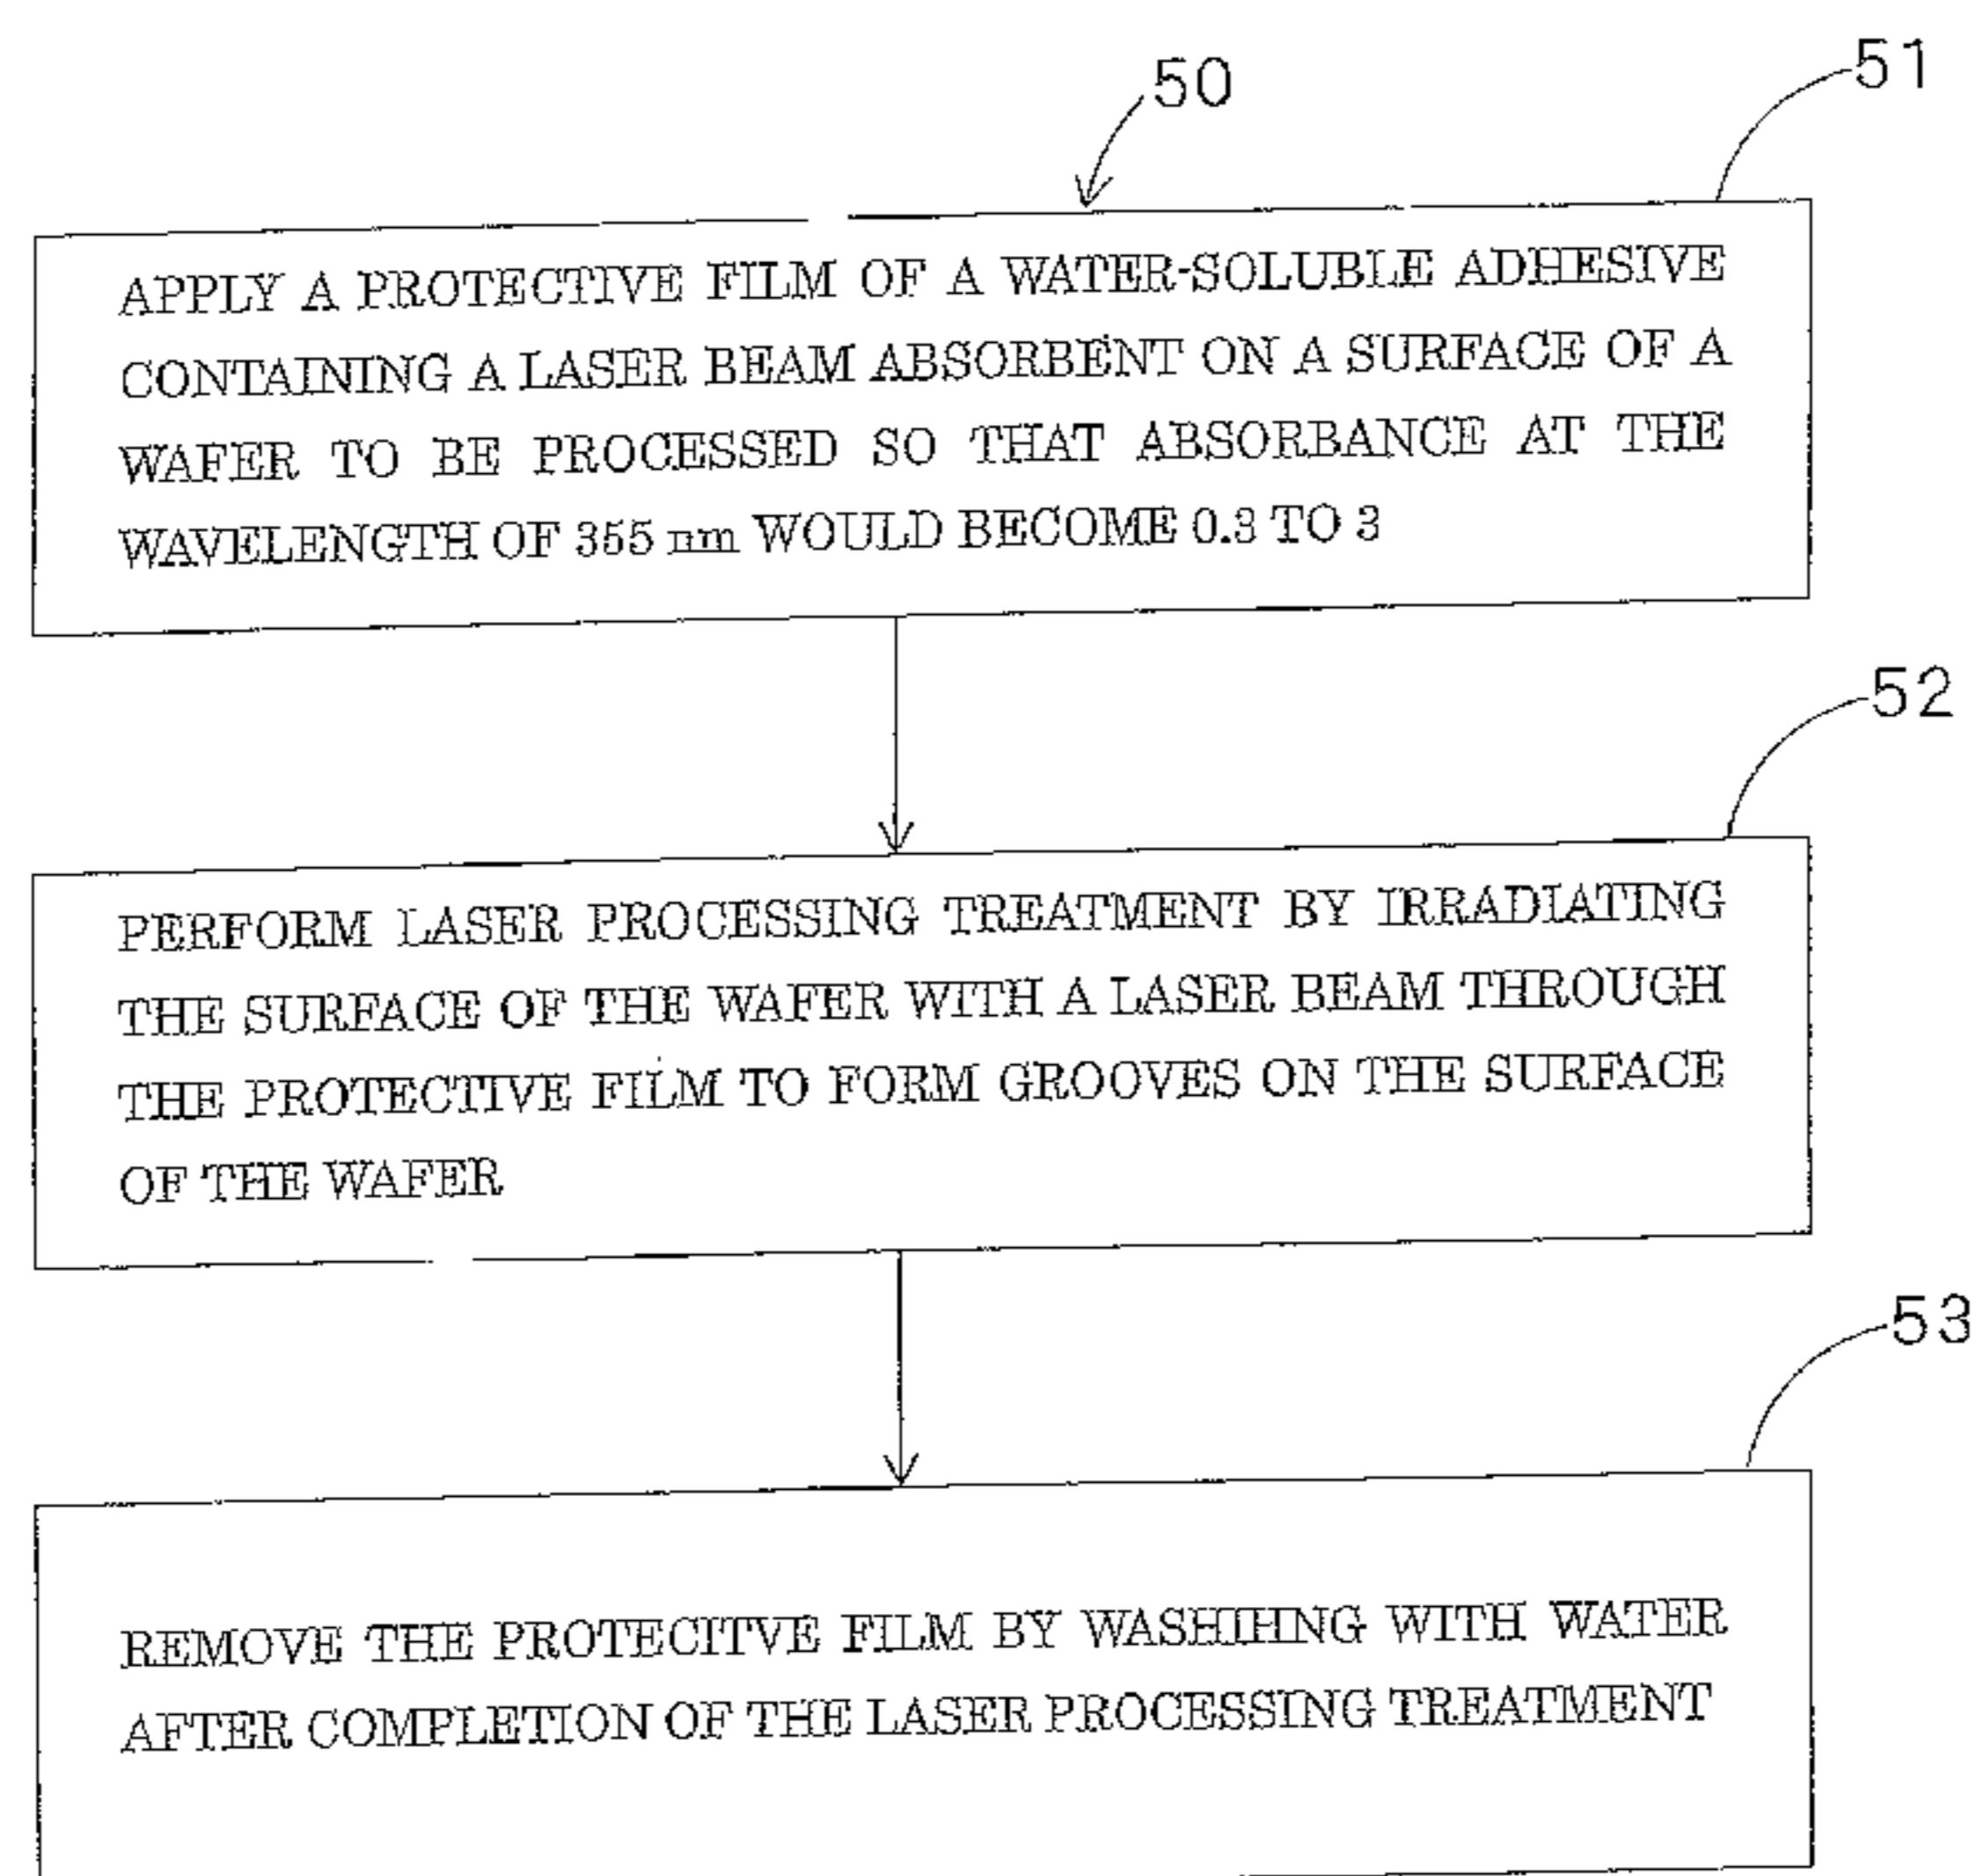 50
51
APPLY A PROTECTIVE FILM OF A WATER-SOLUBLE ADHESIVE
CONTAINING A LASER BEAM ABSORBENT ON A SURFACE OF A
WAFER TO BE PROCESSED SO THAT ABSORBANCE AT THE
WAVELENGTH OF 355 nm WOULD BECOME 0.3 TO 3
52
PERFORM LASER PROCESSING TREATMENT BY IRRADIATING
THE SURFACE OF THE WAFER WITH A LASER BEAM THROUGH
THE PROTECTIVE FILM TO FORM GROOVES ON THE SURFACE
OF THE WAFER
53
REMOVE THE PROTECITVE FILM BY WASHIHNG WITH WATER
AFTER COMPLETION OF THE LASER PROCESSING TREATMENT